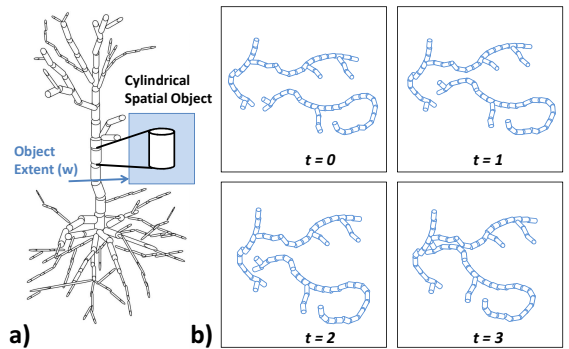 Cylindrical
Spatial Object
Object
Extent (w)
a)
b)
t = 0
t = 1
t = 2
t = 3